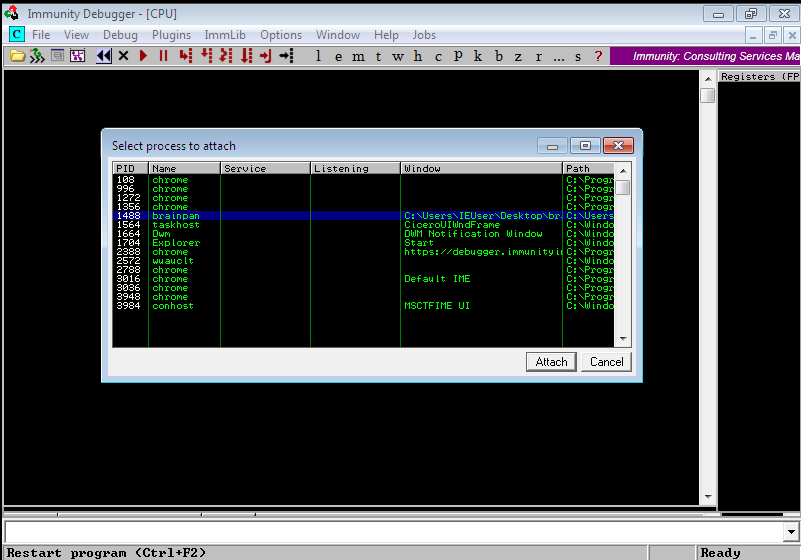 Immunity Debugger - [CPU]
C File View Debug Plugins ImmLib Options Window Help Jobs
l e m t w h c p k b z r ... s ? Immunity: Consulting Services Ma
Registers (FP
Select process to attach
PID Name Service Listening Window Path
108 chrome C:\Progr
996 chrome C:\Progr
1272 chrome C:\Progr
1356 chrome C:\Progr
1488 brainpan C:\Users\IEUser\Desktop\br C:\Users
1564 taskhost CiceroUIWndFrame C:\Windo
1664 Dwm DWM Notification Window C:\Windo
1704 Explorer Start C:\Windo
2388 chrome https://debugger.immunityi C:\Progr
2572 wuauclt C:\Windo
2788 chrome C:\Progr
3016 chrome Default IME C:\Progr
3036 chrome C:\Progr
3948 chrome C:\Progr
3984 conhost MSCTFIME UI C:\Windo
Attach Cancel
Restart program (Ctrl+F2) Ready